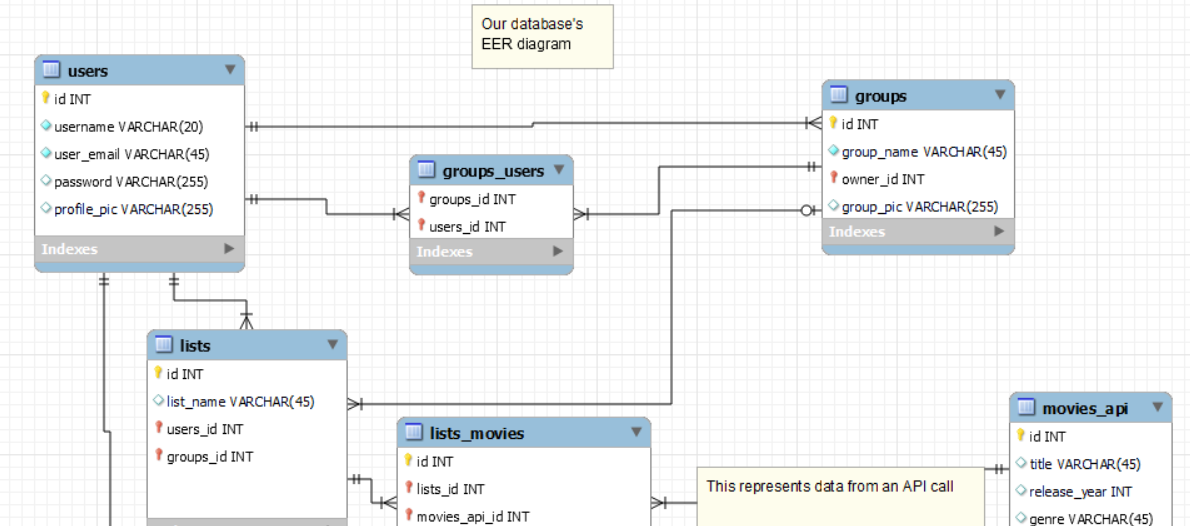 Our database's
EER diagram
users
id INT
username VARCHAR(20)
user_email VARCHAR(45)
password VARCHAR(255)
profile_pic VARCHAR(255)
Indexes
groups_users
groups_id INT
users_id INT
Indexes
groups
id INT
group_name VARCHAR(45)
owner_id INT
group_pic VARCHAR(255)
Indexes
lists
id INT
list_name VARCHAR(45)
users_id INT
groups_id INT
lists_movies
id INT
lists_id INT
movies_api_id INT
This represents data from an API call
movies_api
id INT
title VARCHAR(45)
release_year INT
genre VARCHAR(45)